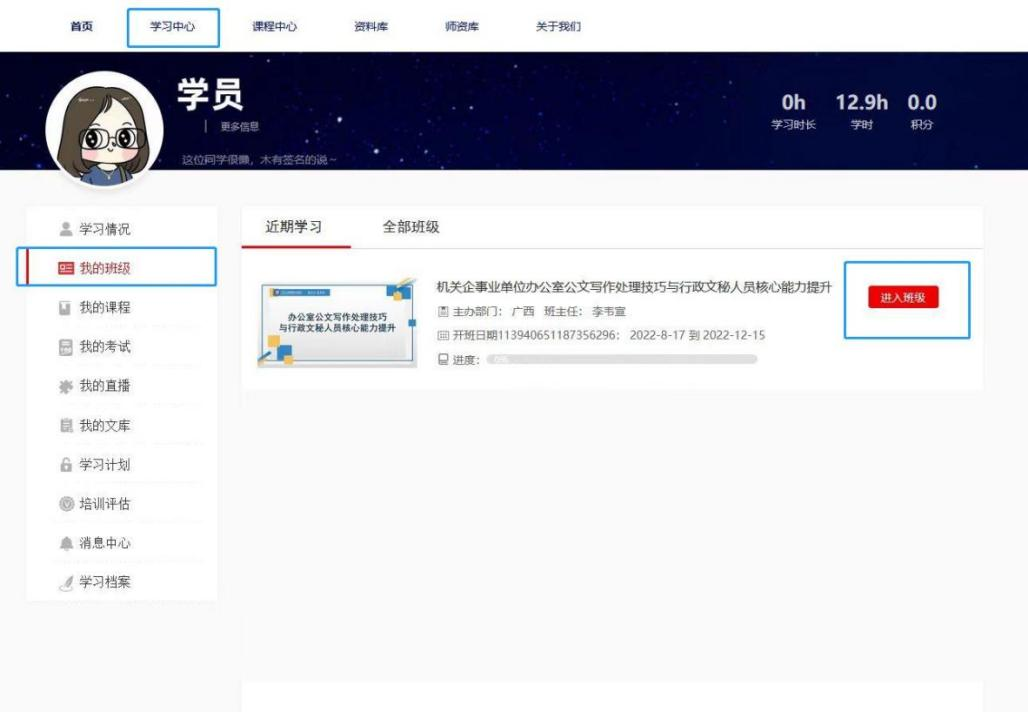 首页 学习中心 课程中心 资料库 师资库 关于我们
学员
更多信息
这位同学很懒，木有签名的说~
0h 12.9h 0.0
学习时长 学时 积分
学习情况
我的班级
我的课程
我的考试
我的直播
我的文库
学习计划
培训评估
消息中心
学习档案
近期学习 全部班级
办公室公文写作处理技巧
与行政文秘人员核心能力提升
机关企事业单位办公室公文写作处理技巧与行政文秘人员核心能力提升
主办部门： 广西 班主任： 李韦宣
开班日期113940651187356296： 2022-8-17 到 2022-12-15
进度： 0%
进入班级